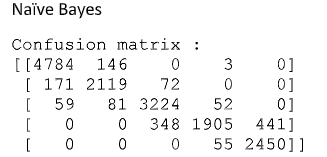 Naïve Bayes
Confusion matrix :
[[4784 146 0 3 0]
[ 171 2119 72 0 0]
[ 59 81 3224 52 0]
[ 0 0 348 1905 441]
[ 0 0 0 55 2450]]